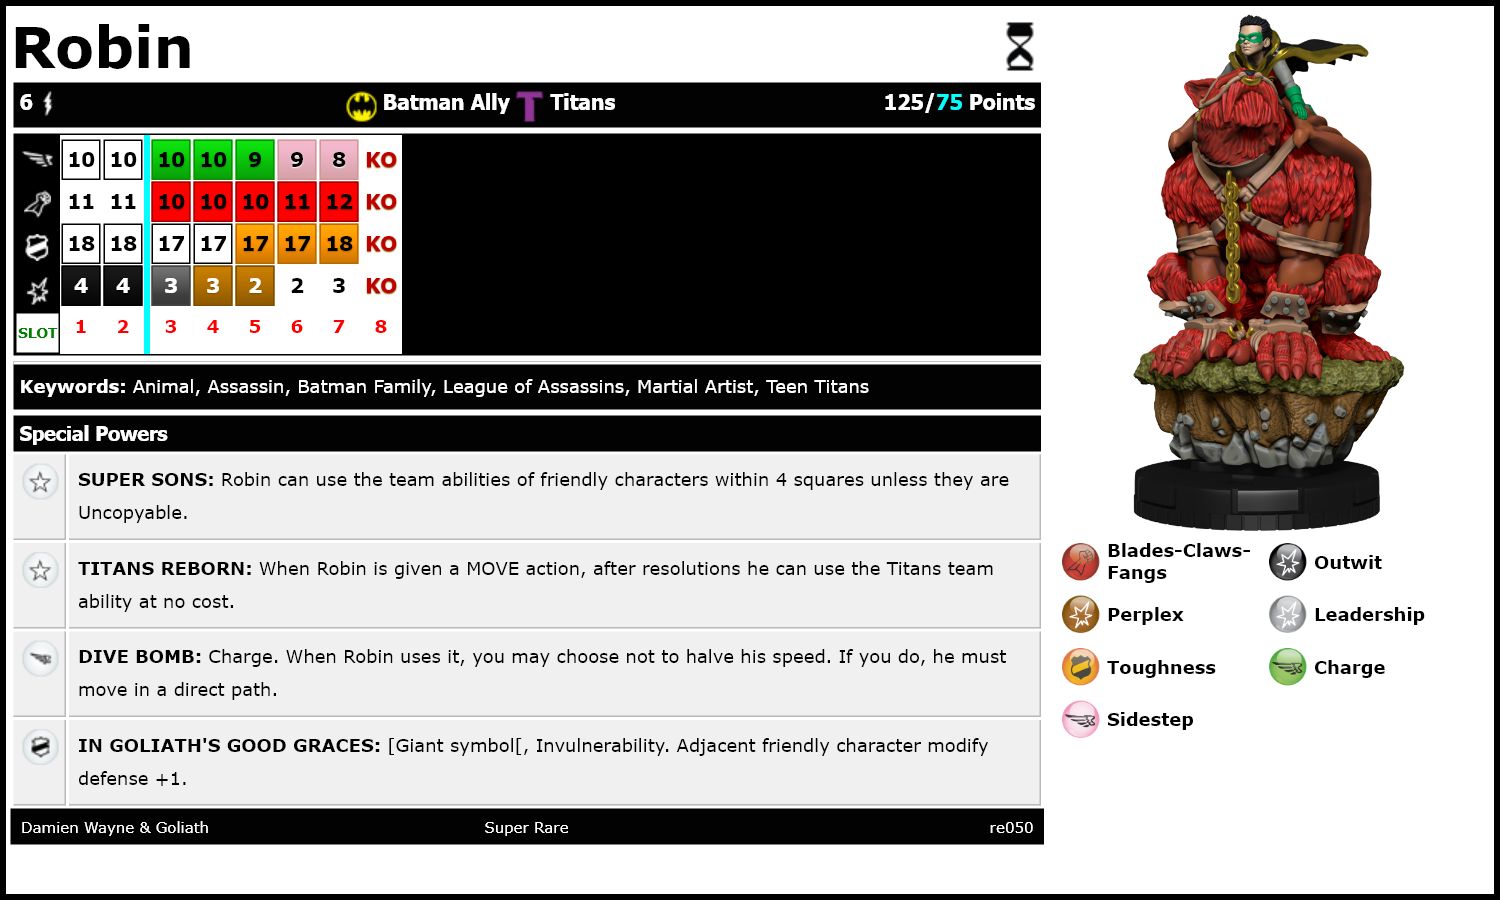 Robin
6 Batman Ally Titans 125/75 Points
10 10 10 10 9 9 8 KO
11 11 10 10 10 11 12 KO
18 18 17 17 17 17 18 KO
4 4 3 3 2 2 3 KO
SLOT 1 2 3 4 5 6 7 8
Keywords: Animal, Assassin, Batman Family, League of Assassins, Martial Artist, Teen Titans
Special Powers
SUPER SONS: Robin can use the team abilities of friendly characters within 4 squares unless they are
Uncopyable.
TITANS REBORN: When Robin is given a MOVE action, after resolutions he can use the Titans team
ability at no cost.
DIVE BOMB: Charge. When Robin uses it, you may choose not to halve his speed. If you do, he must
move in a direct path.
IN GOLIATH'S GOOD GRACES: [Giant symbol[, Invulnerability. Adjacent friendly character modify
defense +1.
Damien Wayne & Goliath Super Rare re050
Blades-Claws-
Fangs
Outwit
Perplex
Leadership
Toughness
Charge
Sidestep